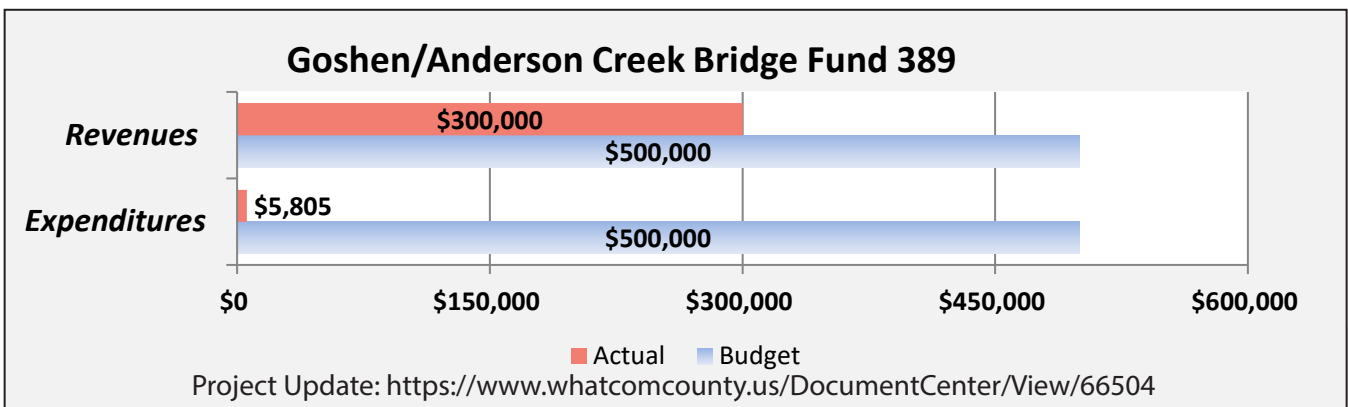 Goshen/Anderson Creek Bridge Fund 389
Revenues
$300,000
$500,000
Expenditures
$5,805
$500,000
$0 $150,000 $300,000 $450,000 $600,000
Actual Budget
Project Update: https://www.whatcomcounty.us/DocumentCenter/View/66504